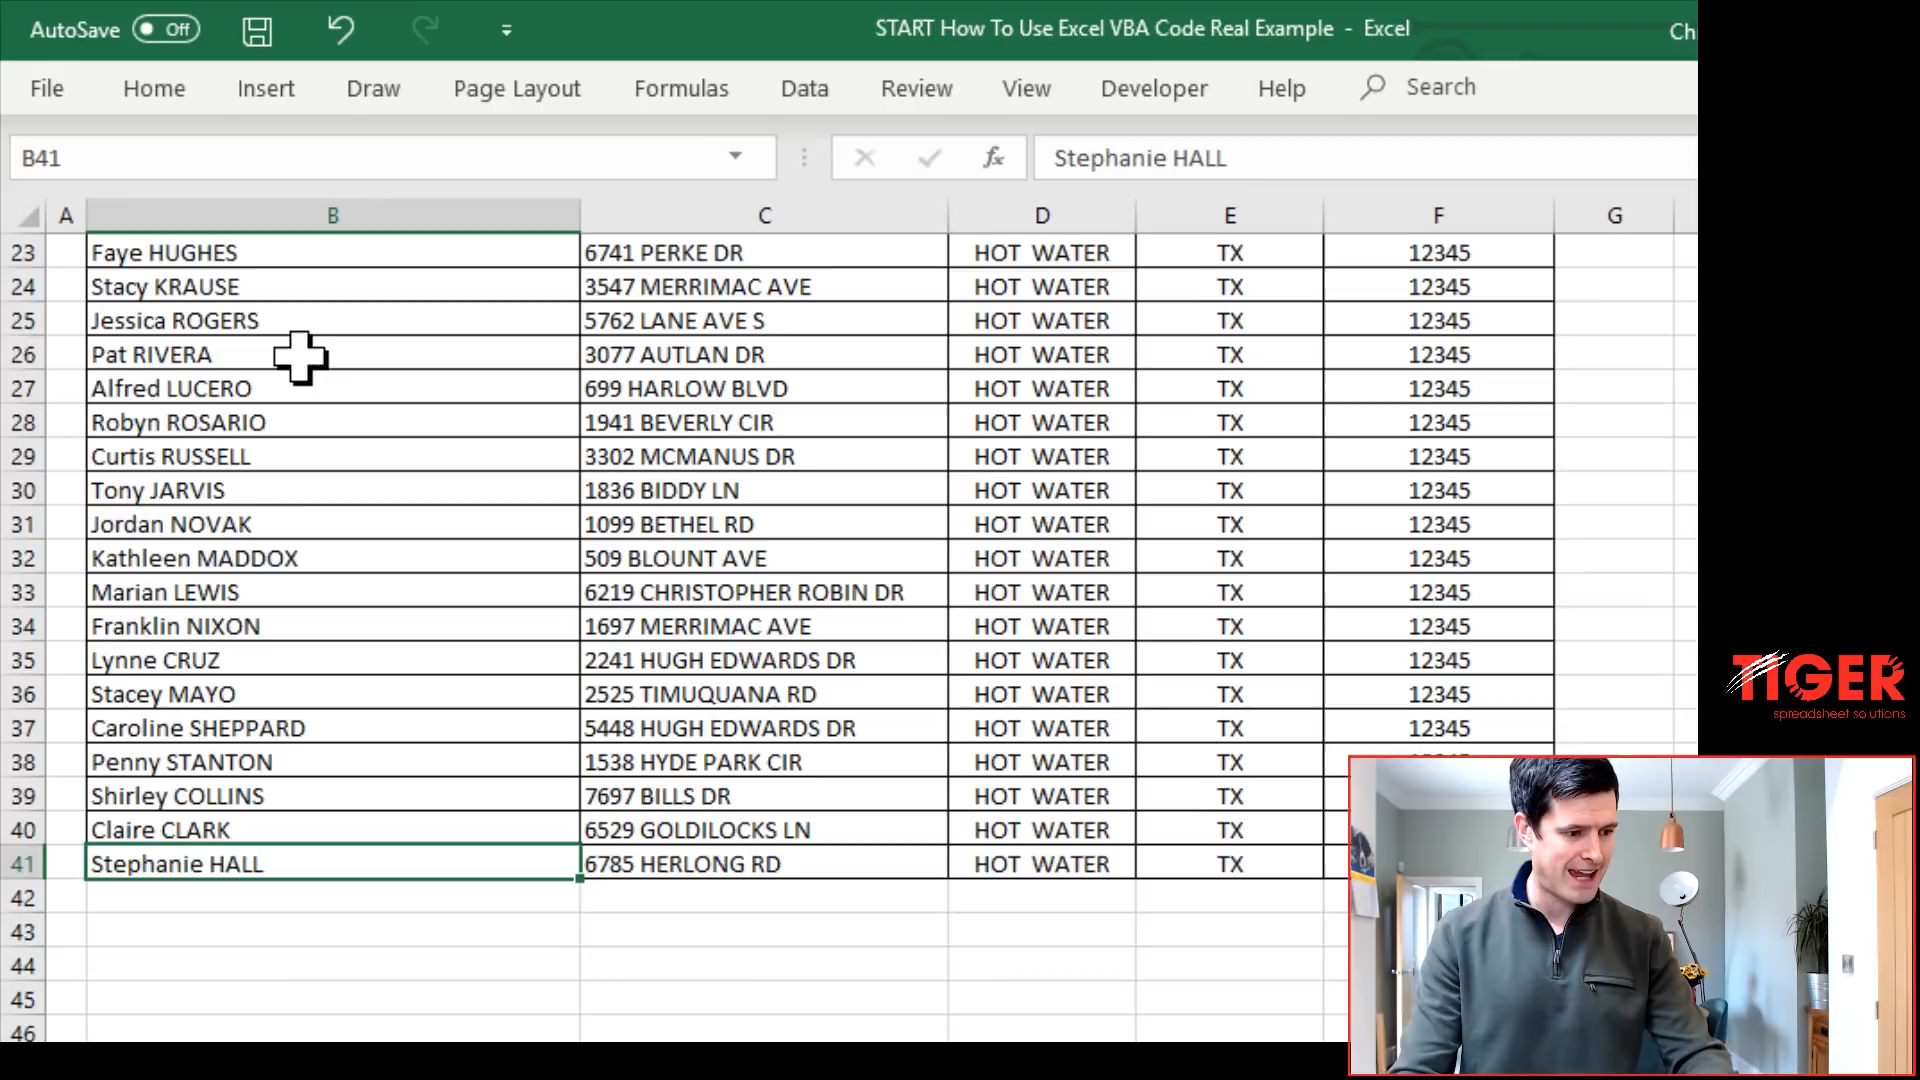 AutoSave Off START How To Use Excel VBA Code Real Example - Excel Ch
File Home Insert Draw Page Layout Formulas Data Review View Developer Help Search
B41 fx Stephanie HALL
A B C D E F G
23 Faye HUGHES 6741 PERKE DR HOT WATER TX 12345
24 Stacy KRAUSE 3547 MERRIMAC AVE HOT WATER TX 12345
25 Jessica ROGERS 5762 LANE AVE S HOT WATER TX 12345
26 Pat RIVERA 3077 AUTLAN DR HOT WATER TX 12345
27 Alfred LUCERO 699 HARLOW BLVD HOT WATER TX 12345
28 Robyn ROSARIO 1941 BEVERLY CIR HOT WATER TX 12345
29 Curtis RUSSELL 3302 MCMANUS DR HOT WATER TX 12345
30 Tony JARVIS 1836 BIDDY LN HOT WATER TX 12345
31 Jordan NOVAK 1099 BETHEL RD HOT WATER TX 12345
32 Kathleen MADDOX 509 BLOUNT AVE HOT WATER TX 12345
33 Marian LEWIS 6219 CHRISTOPHER ROBIN DR HOT WATER TX 12345
34 Franklin NIXON 1697 MERRIMAC AVE HOT WATER TX 12345
35 Lynne CRUZ 2241 HUGH EDWARDS DR HOT WATER TX 12345
36 Stacey MAYO 2525 TIMUQUANA RD HOT WATER TX 12345
37 Caroline SHEPPARD 5448 HUGH EDWARDS DR HOT WATER TX 12345
38 Penny STANTON 1538 HYDE PARK CIR HOT WATER TX
39 Shirley COLLINS 7697 BILLS DR HOT WATER TX
40 Claire CLARK 6529 GOLDILOCKS LN HOT WATER TX
41 Stephanie HALL 6785 HERLONG RD HOT WATER TX
42
43
44
45
46
TIGER
spreadsheet solutions